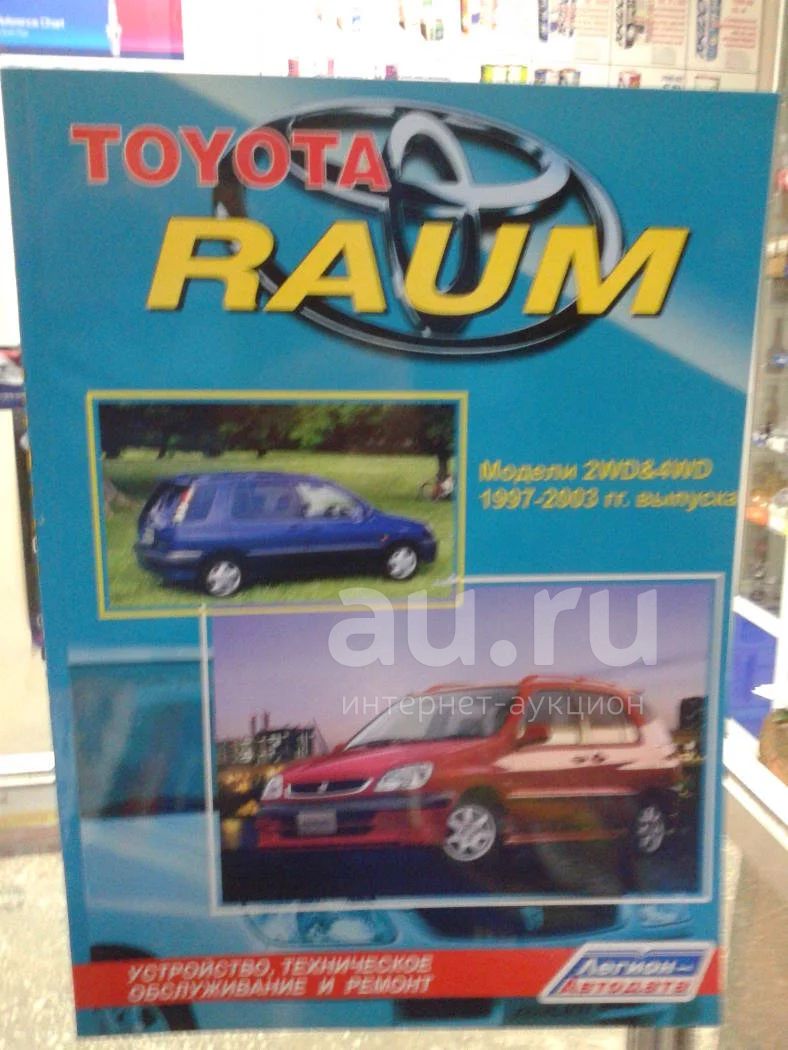 TOYOTA
RAUM
Модели 2WD&4WD
1997-2003 гг. выпуска
au.ru
интернет-аукцион
УСТРОЙСТВО, ТЕХНИЧЕСКОЕ
ОБСЛУЖИВАНИЕ И РЕМОНТ
Легион-
Автодата